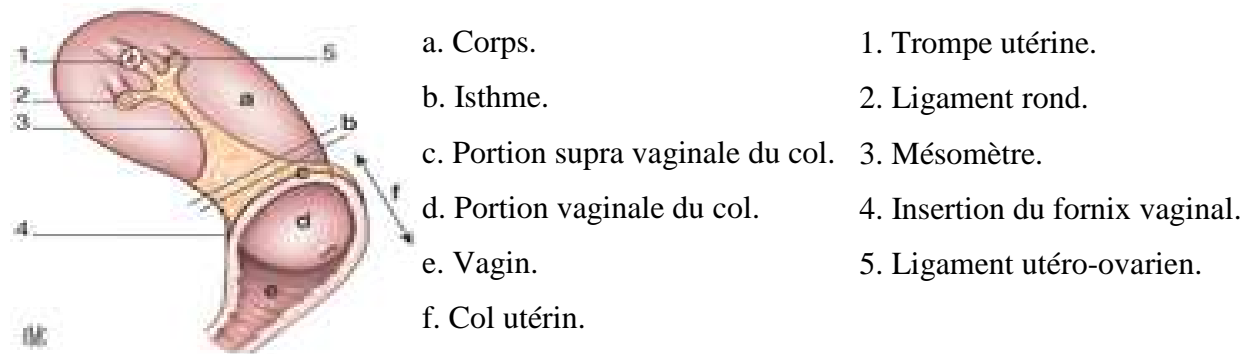 1
2
3
4
5
a
b
c
d
e
f
a. Corps.
b. Isthme.
c. Portion supra vaginale du col.
d. Portion vaginale du col.
e. Vagin.
f. Col utérin.
1. Trompe utérine.
2. Ligament rond.
3. Mésomètre.
4. Insertion du fornix vaginal.
5. Ligament utéro-ovarien.